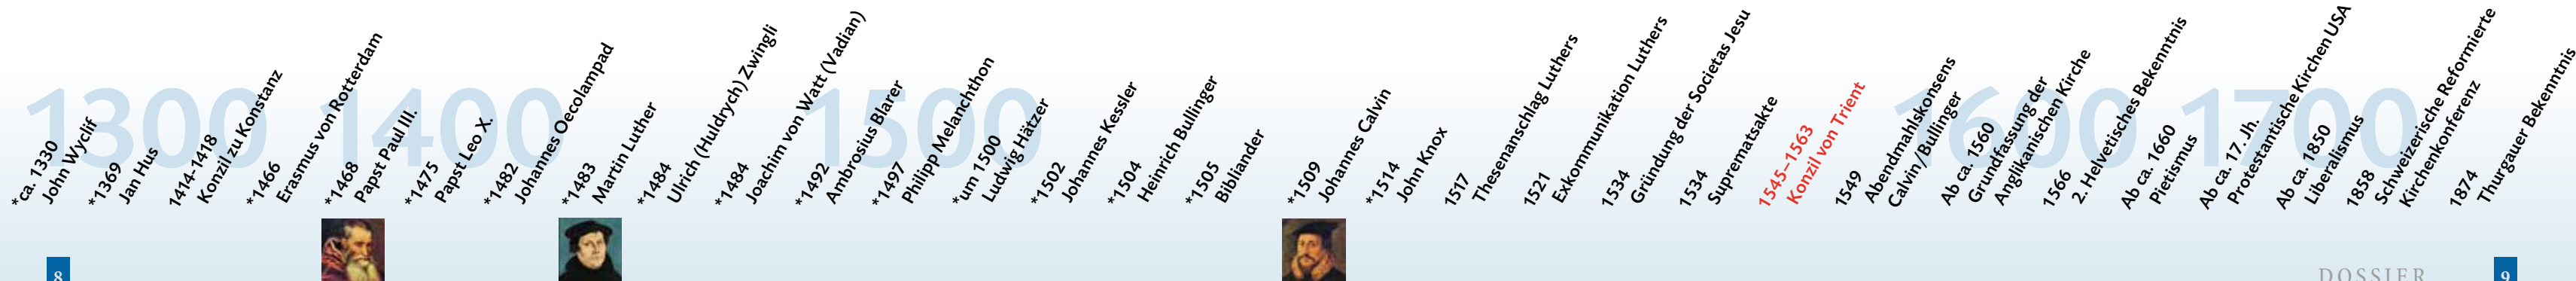 1300
1400
1500
1600
1700
*ca. 1330
John Wyclif
*1369
Jan Hus
1414-1418
Konzil zu Konstanz
*1466
Erasmus von Rotterdam
*1468
Papst Paul III.
*1475
Papst Leo X.
*1482
Johannes Oecolampad
*1483
Martin Luther
*1484
Ulrich (Huldrych) Zwingli
*1484
Joachim von Watt (Vadian)
*1492
Ambrosius Blarer
*1497
Philipp Melanchthon
*um 1500
Ludwig Hätzer
*1502
Johannes Kessler
*1504
Heinrich Bullinger
*1505
Bibliander
*1509
Johannes Calvin
*1514
John Knox
1517
Thesenanschlag Luthers
1521
Exkommunikation Luthers
1534
Gründung der Societas Jesu
1534
Suprematsakte
1545–1563
Konzil von Trient
1549
Abendmahlskonsens
Calvin/Bullinger
Ab ca. 1560
Grundfassung der
Anglikanischen Kirche
1566
2. Helvetisches Bekenntnis
Ab ca. 1660
Pietismus
Ab ca. 17. Jh.
Protestantische Kirchen USA
Ab ca. 1850
Liberalismus
1858
Schweizerische Reformierte
Kirchenkonferenz
1874
Thurgauer Bekenntnis
8
DOSSIER
9